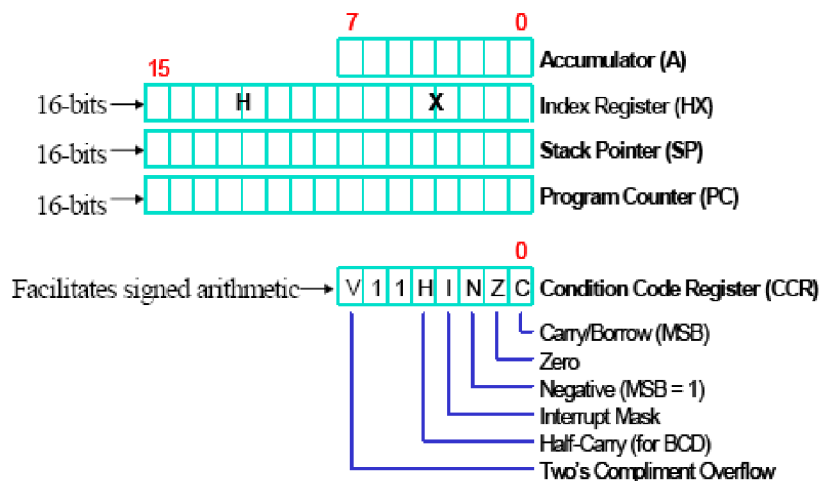 7 0
Accumulator (A)
15
16-bits H X Index Register (HX)
16-bits Stack Pointer (SP)
16-bits Program Counter (PC)
0
Facilitates signed arithmetic V 1 1 H I N Z C Condition Code Register (CCR)
Carry/Borrow (MSB)
Zero
Negative (MSB = 1)
Interrupt Mask
Half-Carry (for BCD)
Two's Compliment Overflow